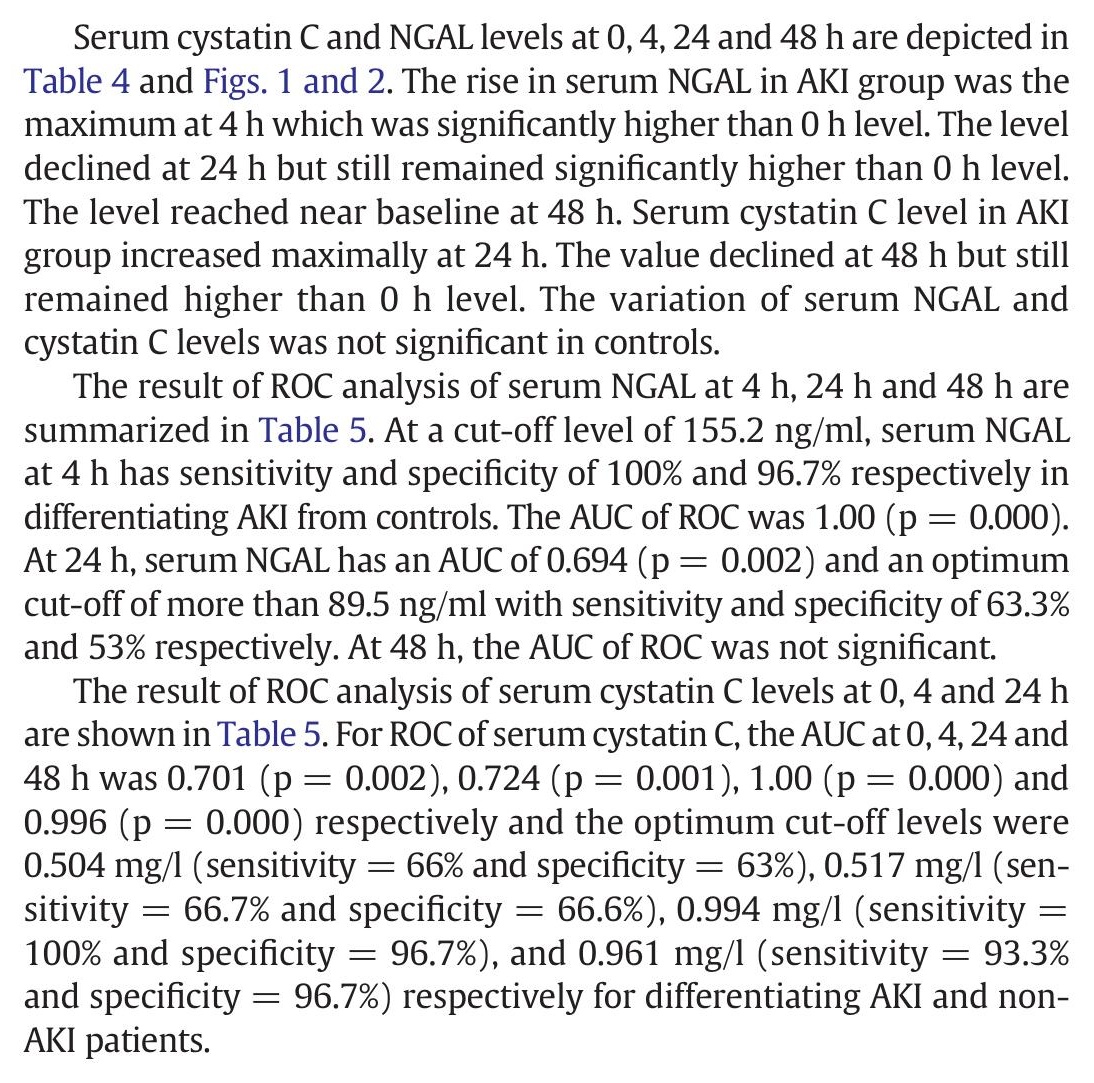 Serum cystatin C and NGAL levels at 0, 4, 24 and 48 h are depicted in
Table 4 and Figs. 1 and 2. The rise in serum NGAL in AKI group was the
maximum at 4 h which was significantly higher than 0 h level. The level
declined at 24 h but still remained significantly higher than 0 h level.
The level reached near baseline at 48 h. Serum cystatin C level in AKI
group increased maximally at 24 h. The value declined at 48 h but still
remained higher than 0 h level. The variation of serum NGAL and
cystatin C levels was not significant in controls.
The result of ROC analysis of serum NGAL at 4 h, 24 h and 48 h are
summarized in Table 5. At a cut-off level of 155.2 ng/ml, serum NGAL
at 4 h has sensitivity and specificity of 100% and 96.7% respectively in
differentiating AKI from controls. The AUC of ROC was 1.00 (p = 0.000).
At 24 h, serum NGAL has an AUC of 0.694 (p = 0.002) and an optimum
cut-off of more than 89.5 ng/ml with sensitivity and specificity of 63.3%
and 53% respectively. At 48 h, the AUC of ROC was not significant.
The result of ROC analysis of serum cystatin C levels at 0, 4 and 24 h
are shown in Table 5. For ROC of serum cystatin C, the AUC at 0, 4, 24 and
48 h was 0.701 (p = 0.002), 0.724 (p = 0.001), 1.00 (p = 0.000) and
0.996 (p = 0.000) respectively and the optimum cut-off levels were
0.504 mg/l (sensitivity = 66% and specificity = 63%), 0.517 mg/l (sen-
sitivity = 66.7% and specificity = 66.6%), 0.994 mg/l (sensitivity =
100% and specificity = 96.7%), and 0.961 mg/l (sensitivity = 93.3%
and specificity = 96.7%) respectively for differentiating AKI and non-
AKI patients.